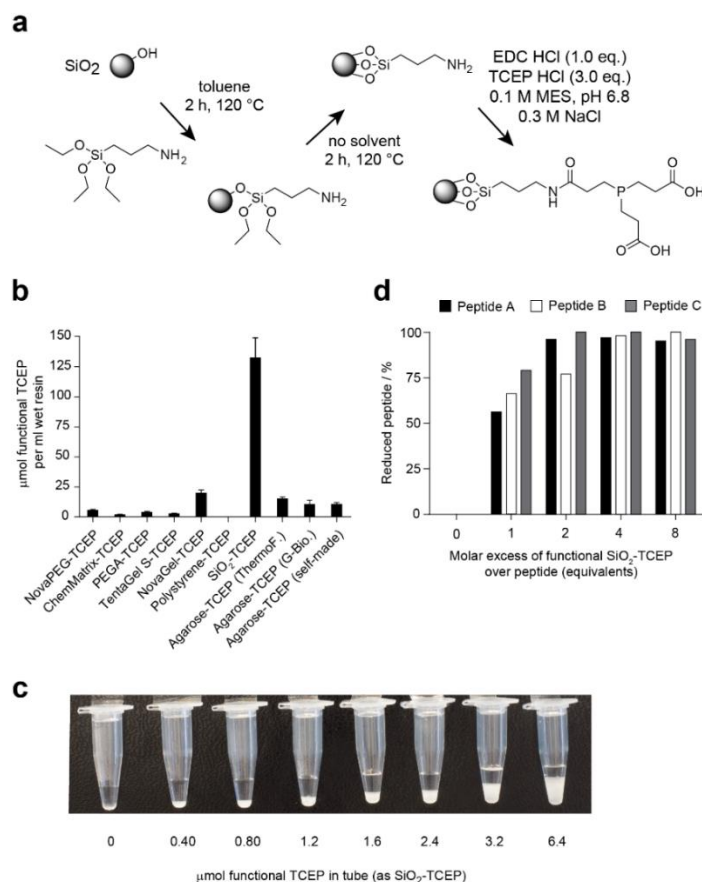 a
SiO2
OH
toluene
2 h, 120 °C
O
Si
O
O
NH2
O
Si
O
O
NH2
no solvent
2 h, 120 °C
O
O
Si
O
NH2
EDC HCl (1.0 eq.)
TCEP HCl (3.0 eq.)
0.1 M MES, pH 6.8
0.3 M NaCl
O
O
Si
O
N
H
O
P
O
OH
O
OH
b
µmol functional TCEP
per ml wet resin
150
125
100
75
50
25
0
NovaPEG-TCEP
ChemMatrix-TCEP
PEGA-TCEP
TentaGel S-TCEP
NovaGel-TCEP
Polystyrene-TCEP
SiO2-TCEP
Agarose-TCEP (ThermoF.)
Agarose-TCEP (G-Bio.)
Agarose-TCEP (self-made)
d
Peptide A Peptide B Peptide C
Reduced peptide / %
100
75
50
25
0
0 1 2 4 8
Molar excess of functional SiO2-TCEP
over peptide (equivalents)
c
0 0.40 0.80 1.2 1.6 2.4 3.2 6.4
µmol functional TCEP in tube (as SiO2-TCEP)